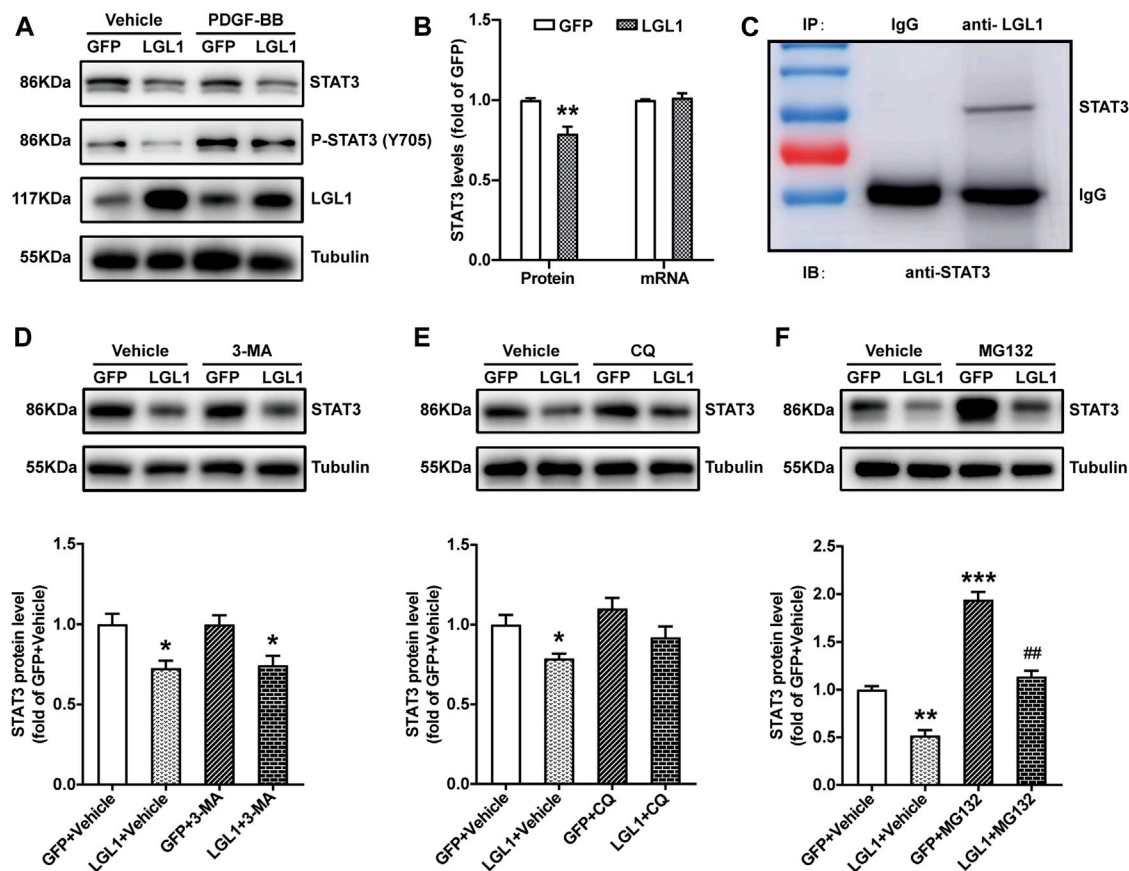 A
Vehicle PDGF-BB
GFP LGL1 GFP LGL1
86KDa STAT3
86KDa P-STAT3 (Y705)
117KDa LGL1
55KDa Tubulin
B
GFP LGL1
STAT3 levels (fold of GFP)
1.5
1.0
0.5
0.0
**
Protein mRNA
C
IP: IgG anti- LGL1
STAT3
IgG
IB: anti-STAT3
D
Vehicle 3-MA
GFP LGL1 GFP LGL1
86KDa STAT3
55KDa Tubulin
STAT3 protein level
(fold of GFP+Vehicle)
1.5
1.0
0.5
0.0
* *
GFP+Vehicle
LGL1+Vehicle
GFP+3-MA
LGL1+3-MA
E
Vehicle CQ
GFP LGL1 GFP LGL1
86KDa STAT3
55KDa Tubulin
STAT3 protein level
(fold of GFP+Vehicle)
1.5
1.0
0.5
0.0
*
GFP+Vehicle
LGL1+Vehicle
GFP+CQ
LGL1+CQ
F
Vehicle MG132
GFP LGL1 GFP LGL1
86KDa STAT3
55KDa Tubulin
STAT3 protein level
(fold of GFP+Vehicle)
2.5
2.0
1.5
1.0
0.5
0.0
**
***
##
GFP+Vehicle
LGL1+Vehicle
GFP+MG132
LGL1+MG132